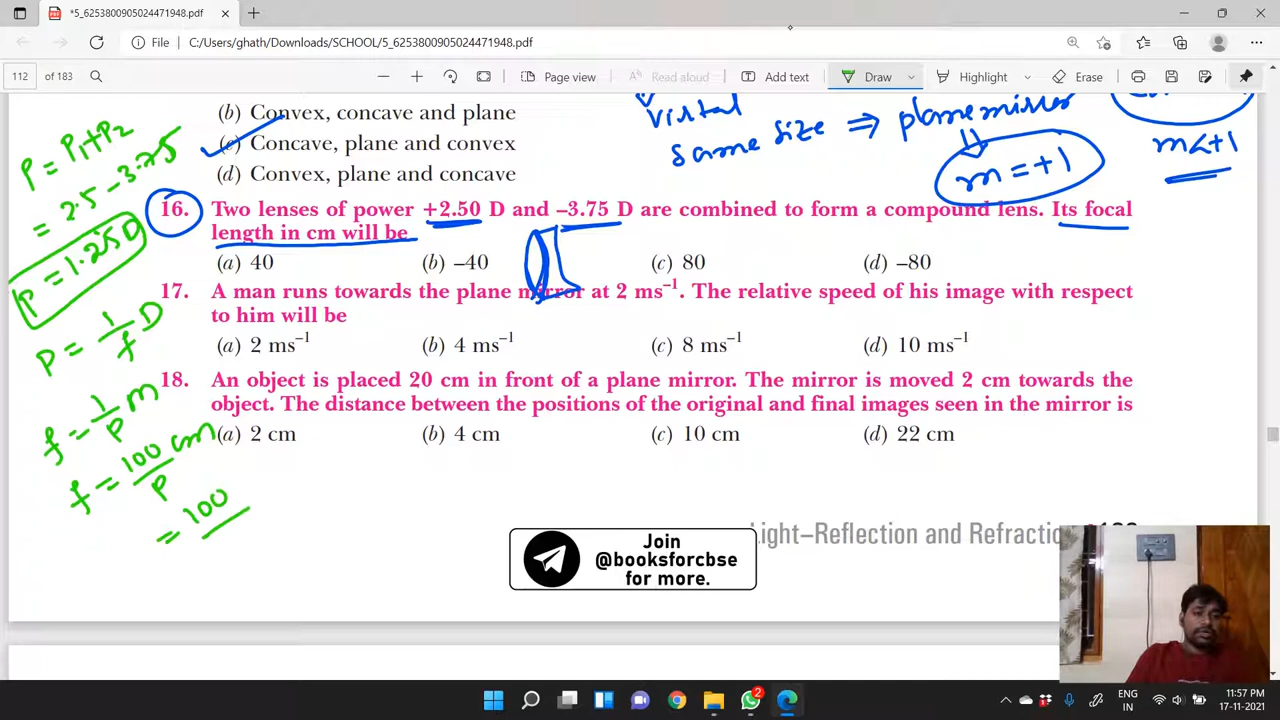 *5_6253800905024471948.pdf
File C:/Users/ghath/Downloads/SCHOOL/5_6253800905024471948.pdf
112 of 183
Page view
Read aloud
Add text
Draw
Highlight
Erase
(b) Convex, concave and plane
(c) Concave, plane and convex
(d) Convex, plane and concave
virtual
same size ⇒ plane mirror
m = +1
m<+1
P = P1+P2
= 2.5 - 3.75
P = 1.25D
P = 1/f D
f = 1/P m
f = 100/P cm
= 100
16. Two lenses of power +2.50 D and –3.75 D are combined to form a compound lens. Its focal
length in cm will be
(a) 40 (b) –40 (c) 80 (d) –80
17. A man runs towards the plane mirror at 2 ms⁻¹. The relative speed of his image with respect
to him will be
(a) 2 ms⁻¹ (b) 4 ms⁻¹ (c) 8 ms⁻¹ (d) 10 ms⁻¹
18. An object is placed 20 cm in front of a plane mirror. The mirror is moved 2 cm towards the
object. The distance between the positions of the original and final images seen in the mirror is
(a) 2 cm (b) 4 cm (c) 10 cm (d) 22 cm
Light–Reflection and Refraction
Join
@booksforcbse
for more.
2
ENG
IN
11:57 PM
17-11-2021